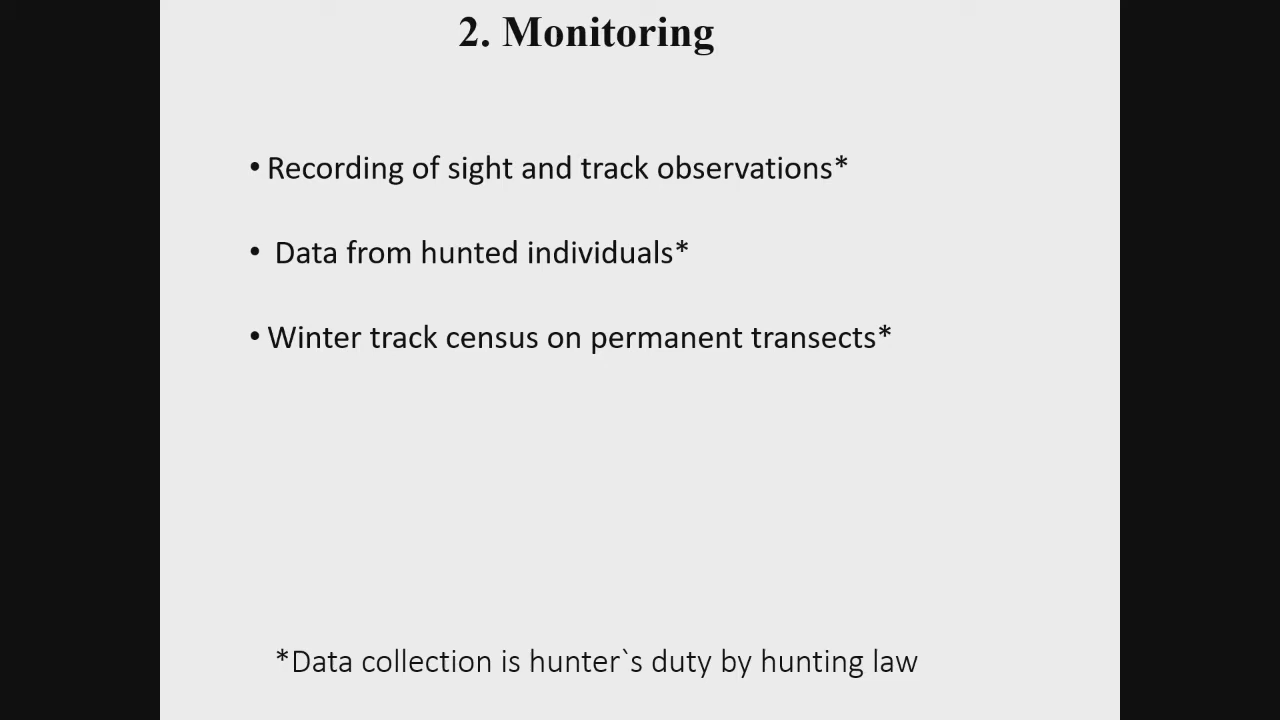 2. Monitoring
• Recording of sight and track observations*
• Data from hunted individuals*
• Winter track census on permanent transects*
*Data collection is hunter`s duty by hunting law